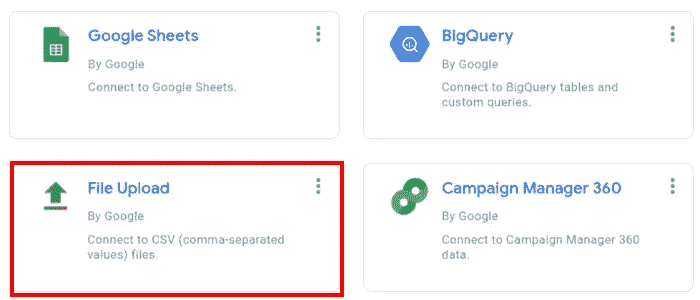 Google Sheets
By Google
Connect to Google Sheets.
BigQuery
By Google
Connect to BigQuery tables and
custom queries.
File Upload
By Google
Connect to CSV (comma-separated
values) files.
Campaign Manager 360
By Google
Connect to Campaign Manager 360
data.